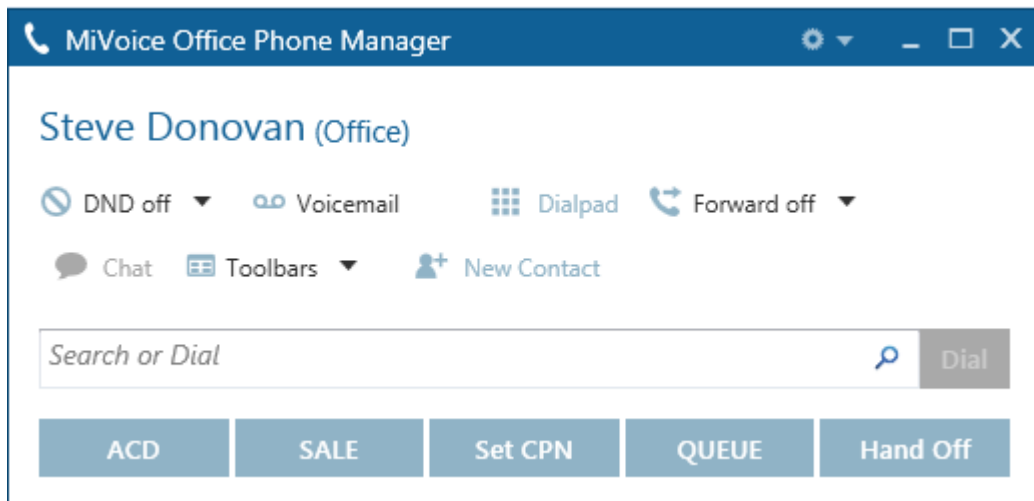 MiVoice Office Phone Manager
Steve Donovan (Office)
DND off Voicemail Dialpad Forward off
Chat Toolbars New Contact
Search or Dial Dial
ACD SALE Set CPN QUEUE Hand Off